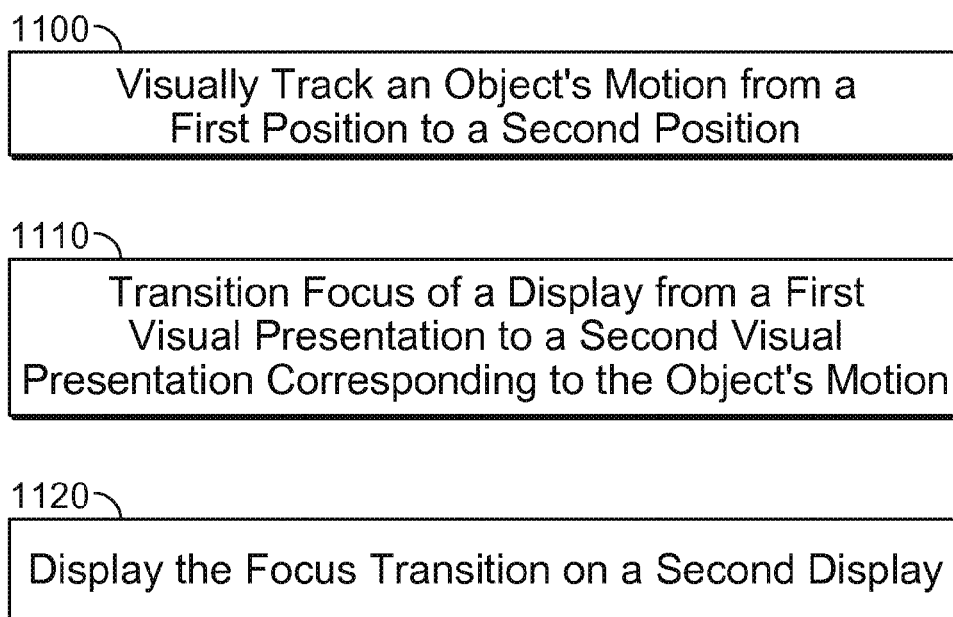 1100
Visually Track an Object's Motion from a
First Position to a Second Position
1110
Transition Focus of a Display from a First
Visual Presentation to a Second Visual
Presentation Corresponding to the Object's Motion
1120
Display the Focus Transition on a Second Display